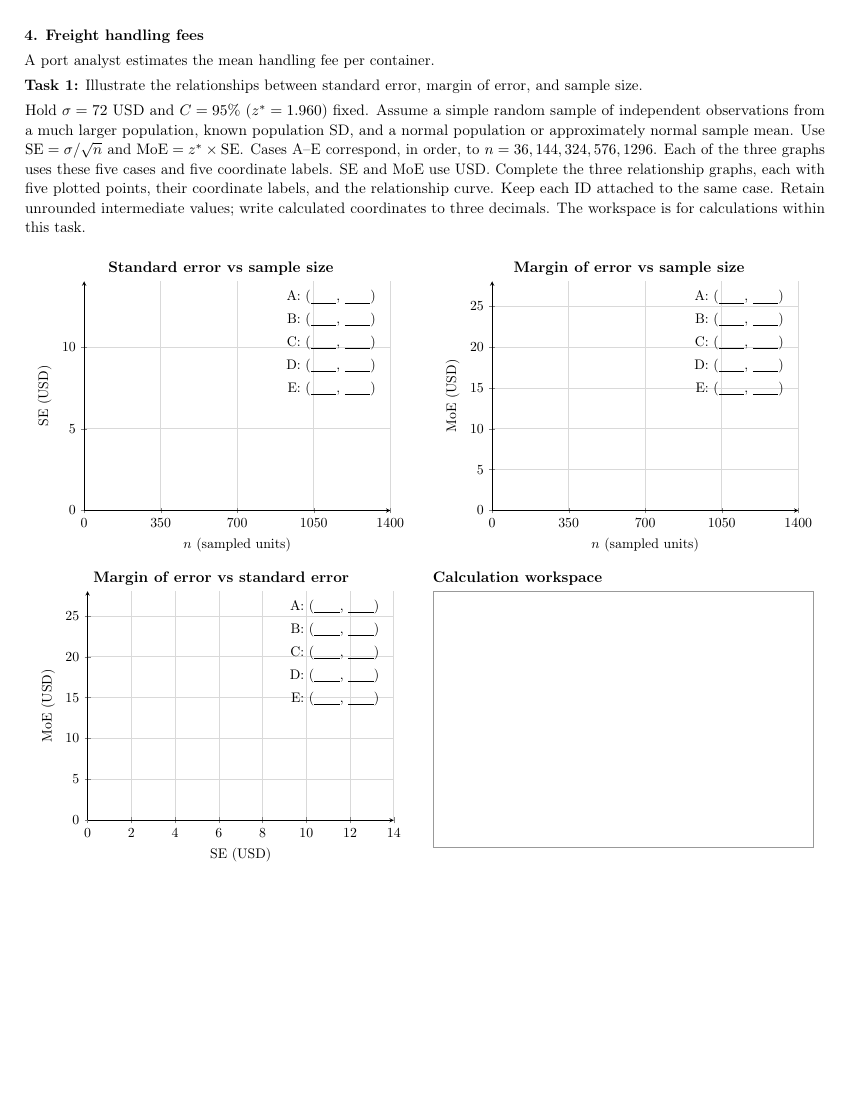 4. Freight handling fees
A port analyst estimates the mean handling fee per container.
Task 1: Illustrate the relationships between standard error, margin of error, and sample size.
Hold σ = 72 USD and C = 95% (z* = 1.960) fixed. Assume a simple random sample of independent observations from
a much larger population, known population SD, and a normal population or approximately normal sample mean. Use
SE = σ/√n and MoE = z* × SE. Cases A–E correspond, in order, to n = 36, 144, 324, 576, 1296. Each of the three graphs
uses these five cases and five coordinate labels. SE and MoE use USD. Complete the three relationship graphs, each with
five plotted points, their coordinate labels, and the relationship curve. Keep each ID attached to the same case. Retain
unrounded intermediate values; write calculated coordinates to three decimals. The workspace is for calculations within
this task.
Standard error vs sample size
A: (___, ___)
B: (___, ___)
C: (___, ___)
D: (___, ___)
E: (___, ___)
10
5
0
SE (USD)
0 350 700 1050 1400
n (sampled units)
Margin of error vs sample size
A: (___, ___)
B: (___, ___)
C: (___, ___)
D: (___, ___)
E: (___, ___)
25
20
15
10
5
0
MoE (USD)
0 350 700 1050 1400
n (sampled units)
Margin of error vs standard error
A: (___, ___)
B: (___, ___)
C: (___, ___)
D: (___, ___)
E: (___, ___)
25
20
15
10
5
0
MoE (USD)
0 2 4 6 8 10 12 14
SE (USD)
Calculation workspace